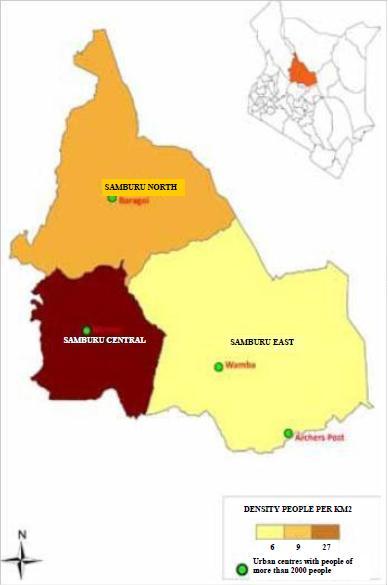 SAMBURU NORTH
Baragoi
SAMBURU CENTRAL
SAMBURU EAST
Wamba
Archers Post
DENSITY PEOPLE PER KM2
6 9 27
Urban centres with people of
more than 2000 people
N